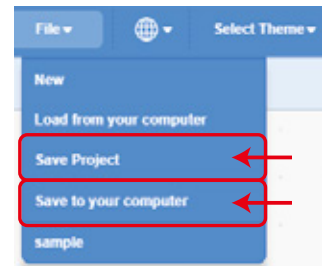 File Select Theme
New
Load from your computer
Save Project
Save to your computer
sample